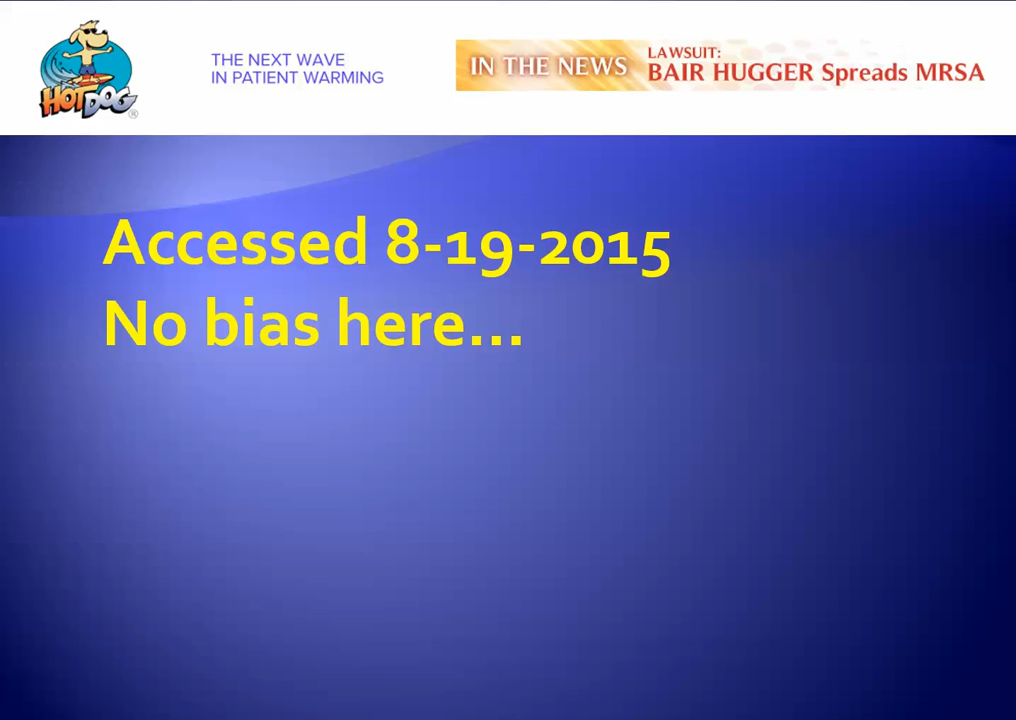 HOTDOG®
THE NEXT WAVE
IN PATIENT WARMING
IN THE NEWS
LAWSUIT:
BAIR HUGGER Spreads MRSA
Accessed 8-19-2015
No bias here...